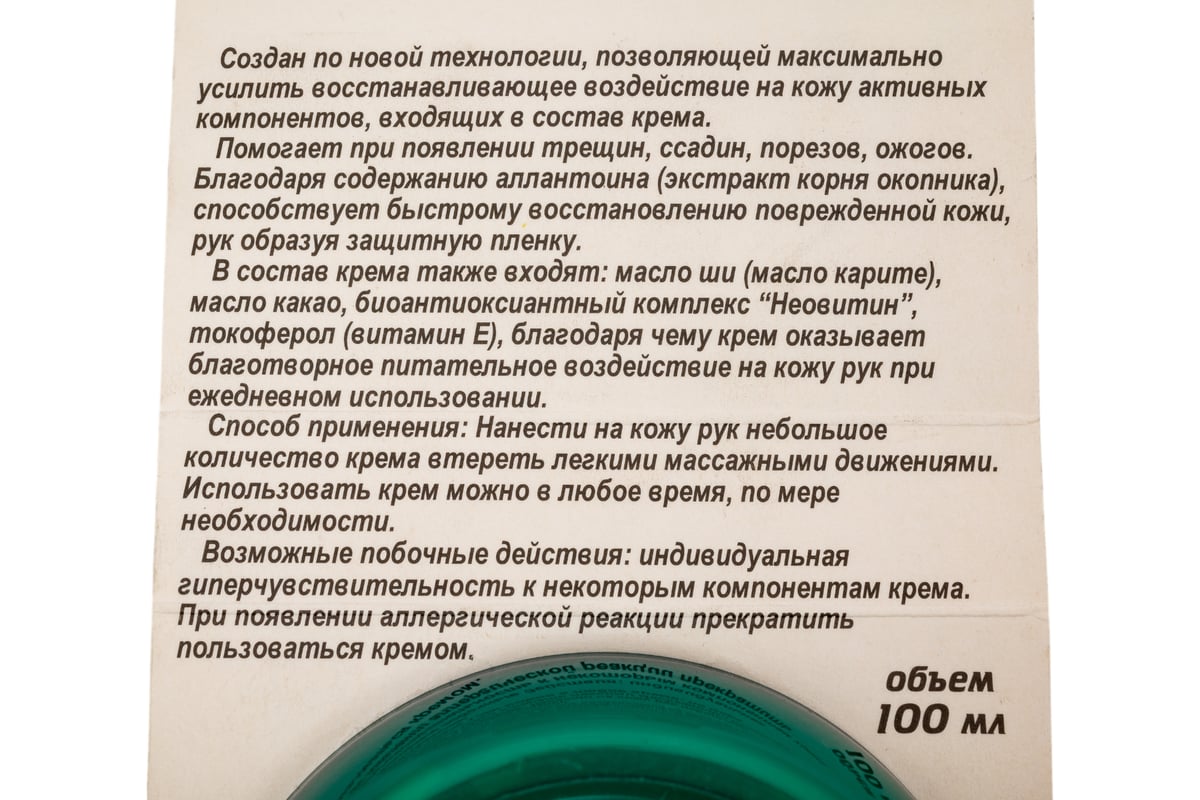 Создан по новой технологии, позволяющей максимально
усилить восстанавливающее воздействие на кожу активных
компонентов, входящих в состав крема.
Помогает при появлении трещин, ссадин, порезов, ожогов.
Благодаря содержанию аллантоина (экстракт корня окопника),
способствует быстрому восстановлению поврежденной кожи,
рук образуя защитную пленку.
В состав крема также входят: масло ши (масло карите),
масло какао, биоантиоксиантный комплекс “Неовитин”,
токоферол (витамин Е), благодаря чему крем оказывает
благотворное питательное воздействие на кожу рук при
ежедневном использовании.
Способ применения: Нанести на кожу рук небольшое
количество крема втереть легкими массажными движениями.
Использовать крем можно в любое время, по мере
необходимости.
Возможные побочные действия: индивидуальная
гиперчувствительность к некоторым компонентам крема.
При появлении аллергической реакции прекратить
пользоваться кремом.
объем
100 мл